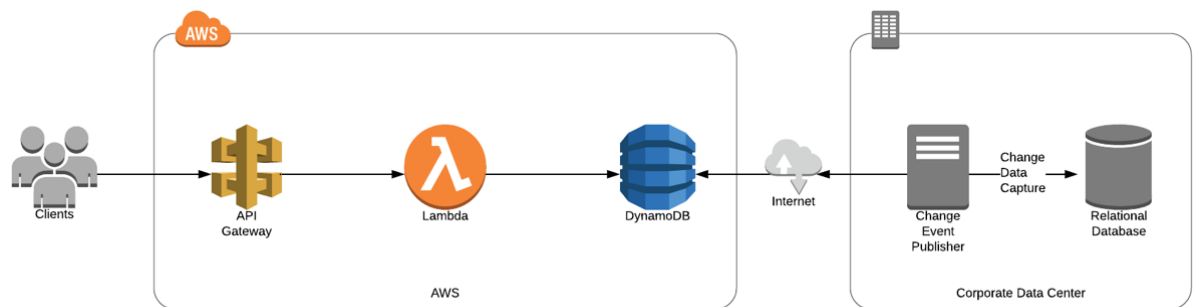 AWS
Clients
API
Gateway
Lambda
DynamoDB
Internet
Change
Data
Capture
Change
Event
Publisher
Relational
Database
AWS
Corporate Data Center